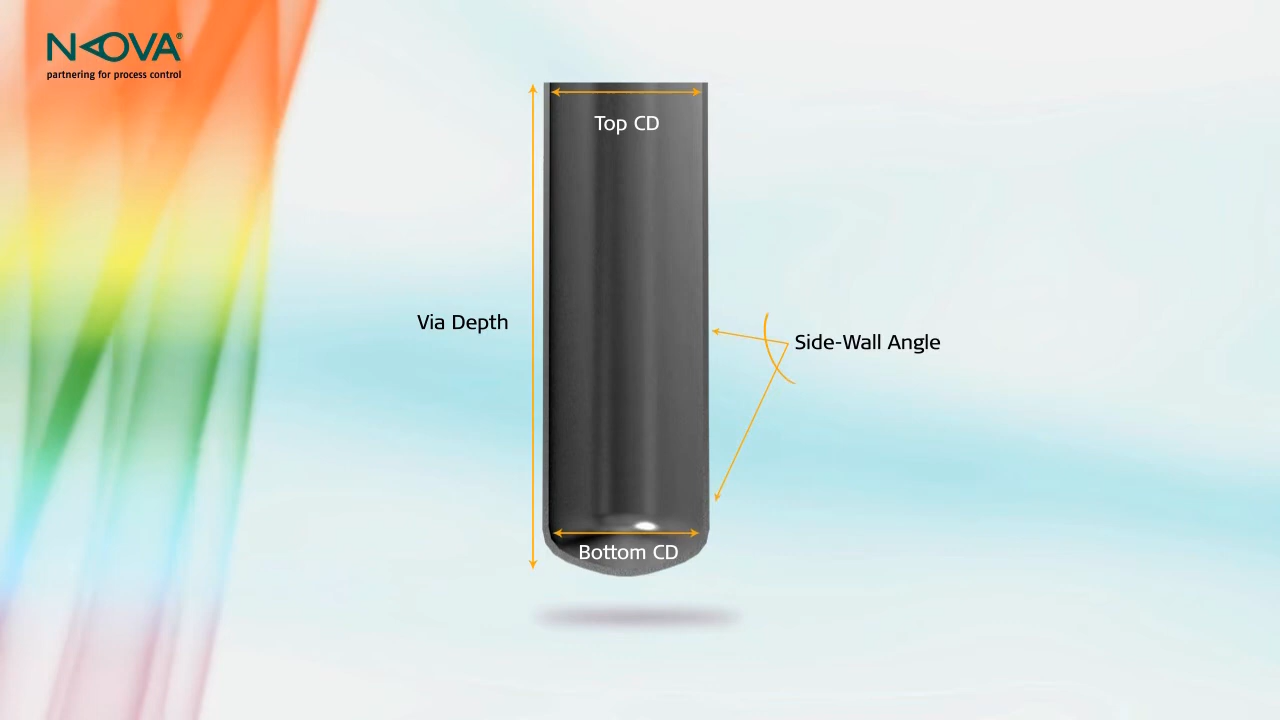 NOVA®
partnering for process control
Top CD
Via Depth
Side-Wall Angle
Bottom CD